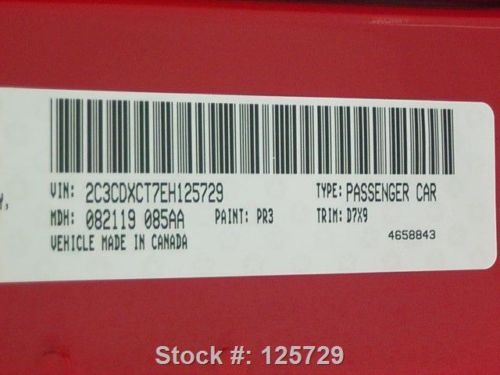 VIN: 2C3CDXCT7EH125729 TYPE: PASSENGER CAR
Y, MDH: 082119 085AA PAINT: PR3 TRIM: D7X9
VEHICLE MADE IN CANADA 4658843
Stock #: 125729